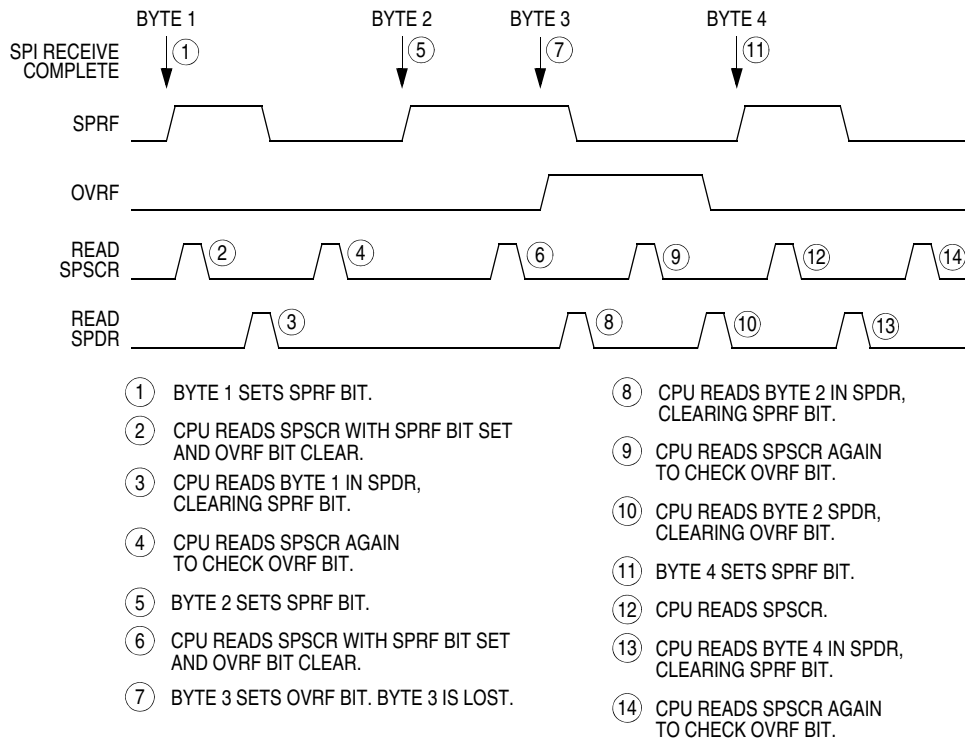 BYTE 1 BYTE 2 BYTE 3 BYTE 4
SPI RECEIVE
COMPLETE
1 5 7 11
SPRF
OVRF
READ
SPSCR
2 4 6 9 12 14
READ
SPDR
3 8 10 13
1 BYTE 1 SETS SPRF BIT.
2 CPU READS SPSCR WITH SPRF BIT SET
AND OVRF BIT CLEAR.
3 CPU READS BYTE 1 IN SPDR,
CLEARING SPRF BIT.
4 CPU READS SPSCR AGAIN
TO CHECK OVRF BIT.
5 BYTE 2 SETS SPRF BIT.
6 CPU READS SPSCR WITH SPRF BIT SET
AND OVRF BIT CLEAR.
7 BYTE 3 SETS OVRF BIT. BYTE 3 IS LOST.
8 CPU READS BYTE 2 IN SPDR,
CLEARING SPRF BIT.
9 CPU READS SPSCR AGAIN
TO CHECK OVRF BIT.
10 CPU READS BYTE 2 SPDR,
CLEARING OVRF BIT.
11 BYTE 4 SETS SPRF BIT.
12 CPU READS SPSCR.
13 CPU READS BYTE 4 IN SPDR,
CLEARING SPRF BIT.
14 CPU READS SPSCR AGAIN
TO CHECK OVRF BIT.